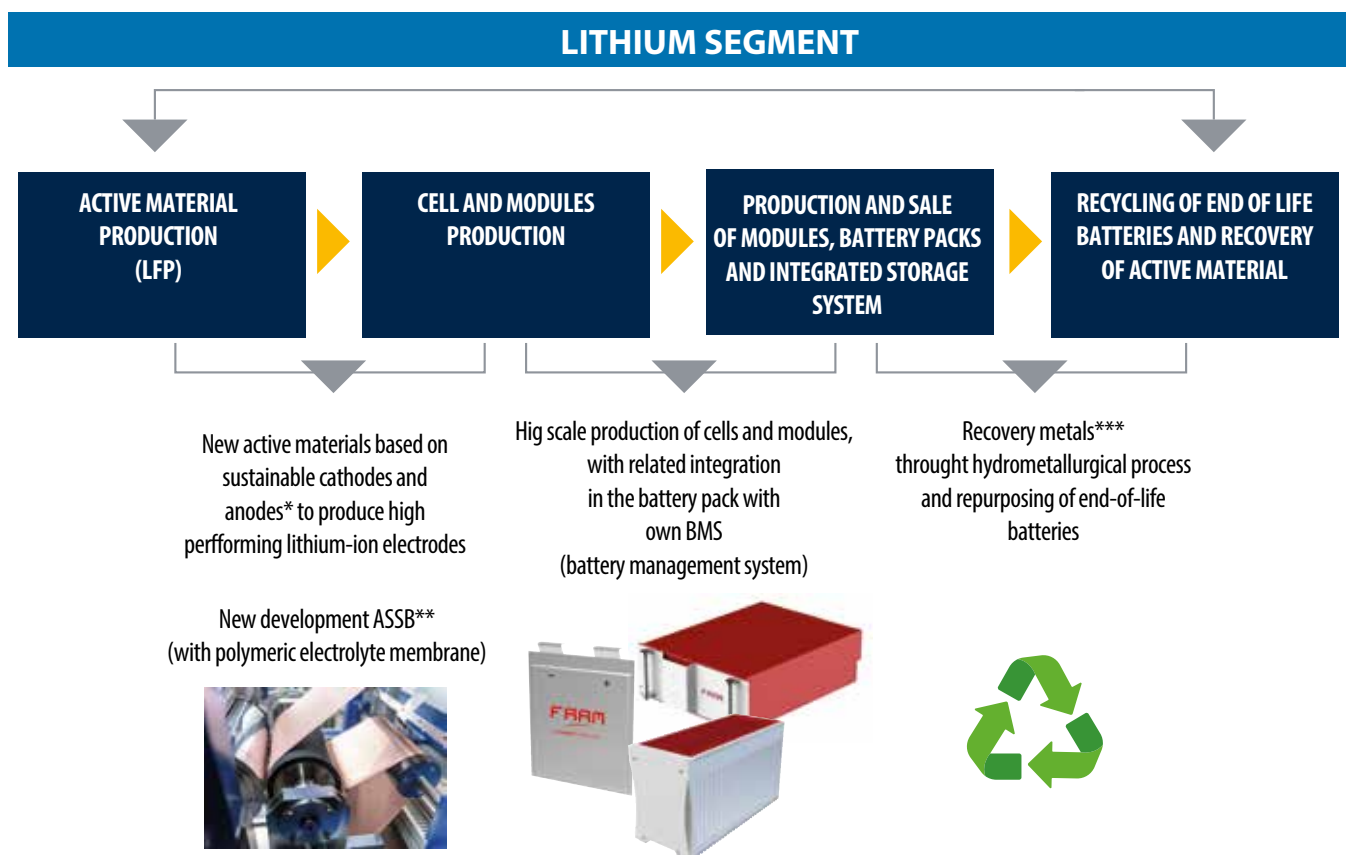 LITHIUM SEGMENT
ACTIVE MATERIAL
PRODUCTION
(LFP)
CELL AND MODULES
PRODUCTION
PRODUCTION AND SALE
OF MODULES, BATTERY PACKS
AND INTEGRATED STORAGE
SYSTEM
RECYCLING OF END OF LIFE
BATTERIES AND RECOVERY
OF ACTIVE MATERIAL
New active materials based on
sustainable cathodes and
anodes* to produce high
perfforming lithium-ion electrodes
New development ASSB**
(with polymeric electrolyte membrane)
Hig scale production of cells and modules,
with related integration
in the battery pack with
own BMS
(battery management system)
FAAM
FAAM
Recovery metals***
throught hydrometallurgical process
and repurposing of end-of-life
batteries